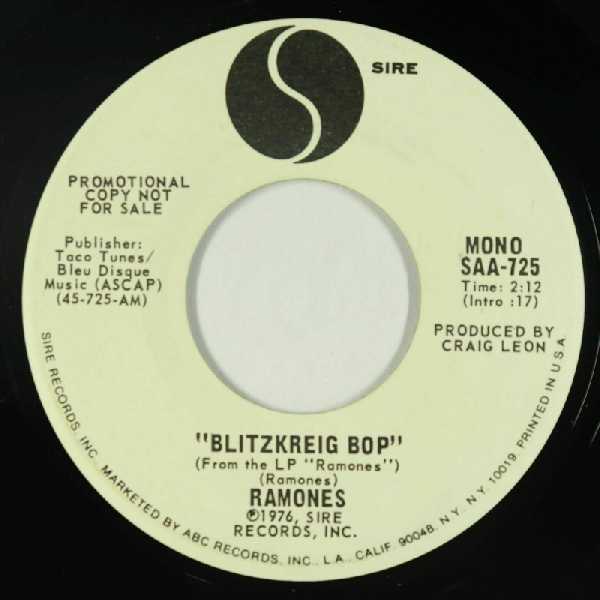 SIRE
PROMOTIONAL
COPY NOT
FOR SALE
Publisher:
Taco Tunes/
Bleu Disque
Music (ASCAP)
(45-725-AM)
MONO
SAA-725
Time: 2:12
(Intro :17)
PRODUCED BY
CRAIG LEON
"BLITZKREIG BOP"
(From the LP "Ramones")
(Ramones)
RAMONES
℗1976, SIRE
RECORDS, INC.
SIRE RECORDS, INC. MARKETED BY ABC RECORDS, INC., L.A., CALIF. 90048, N.Y., N.Y. 10019. PRINTED IN U.S.A.